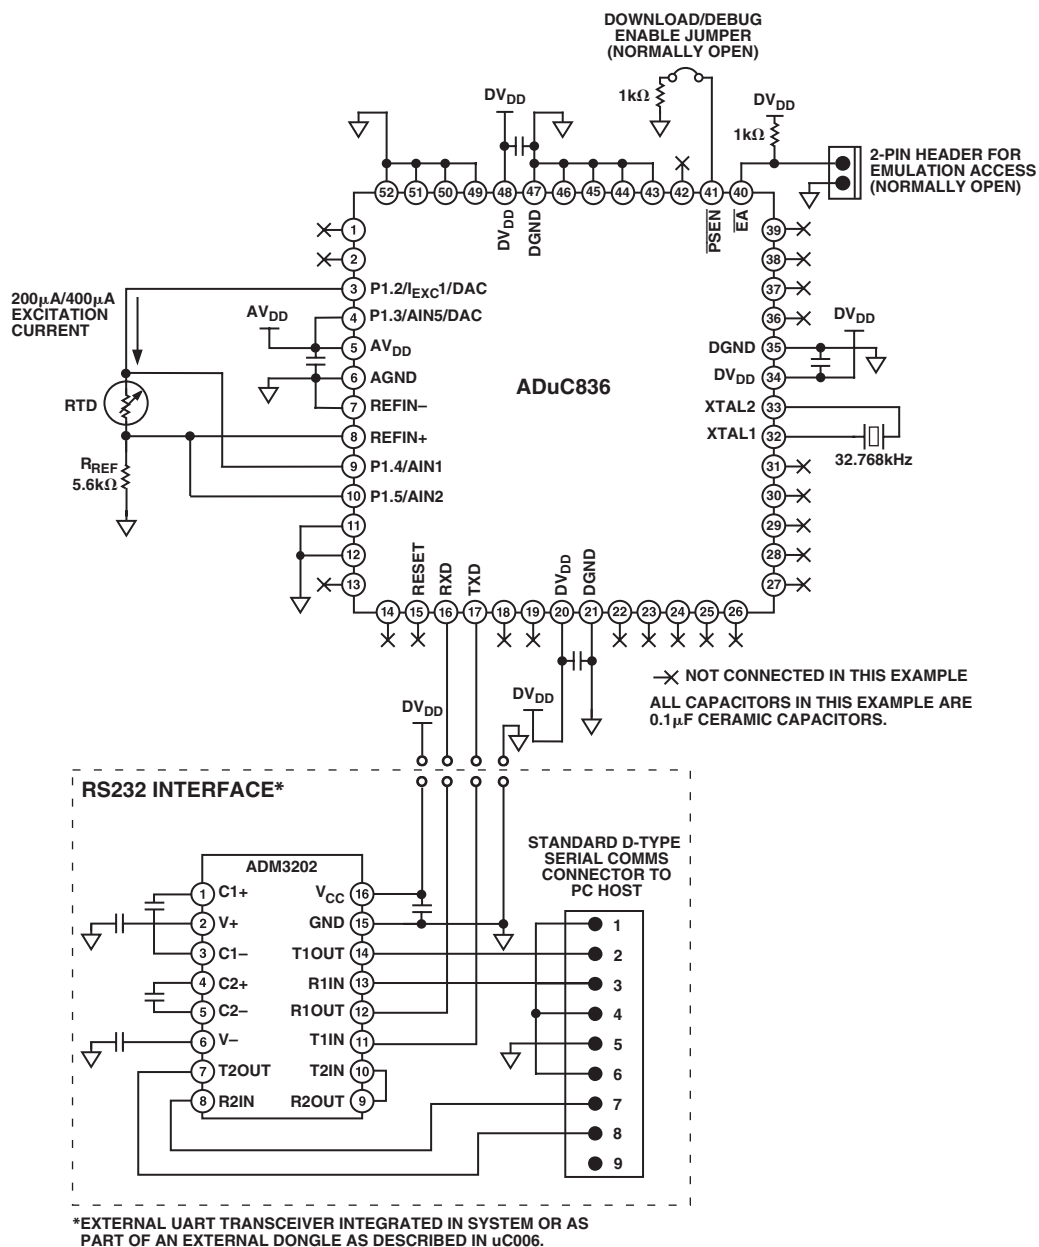 DOWNLOAD/DEBUG
ENABLE JUMPER
(NORMALLY OPEN)
1kΩ
DVDD
DVDD
1kΩ
2-PIN HEADER FOR
EMULATION ACCESS
(NORMALLY OPEN)
52 51 50 49 48 47 46 45 44 43 42 41 40
DVDD
DGND
PSEN
EA
1
2
3 P1.2/IEXC1/DAC
4 P1.3/AIN5/DAC
5 AVDD
6 AGND
7 REFIN–
8 REFIN+
9 P1.4/AIN1
10 P1.5/AIN2
11
12
13
200μA/400μA
EXCITATION
CURRENT
AVDD
RTD
RREF
5.6kΩ
ADuC836
39
38
37
36
DVDD
DGND 35
DVDD 34
XTAL2 33
XTAL1 32
32.768kHz
31
30
29
28
27
RESET
RXD
TXD
DVDD
DGND
14 15 16 17 18 19 20 21 22 23 24 25 26
NOT CONNECTED IN THIS EXAMPLE
ALL CAPACITORS IN THIS EXAMPLE ARE
0.1μF CERAMIC CAPACITORS.
DVDD
DVDD
RS232 INTERFACE*
ADM3202
1 C1+
2 V+
3 C1–
4 C2+
5 C2–
6 V–
7 T2OUT
8 R2IN
VCC 16
GND 15
T1OUT 14
R1IN 13
R1OUT 12
T1IN 11
T2IN 10
R2OUT 9
STANDARD D-TYPE
SERIAL COMMS
CONNECTOR TO
PC HOST
1
2
3
4
5
6
7
8
9
*EXTERNAL UART TRANSCEIVER INTEGRATED IN SYSTEM OR AS
PART OF AN EXTERNAL DONGLE AS DESCRIBED IN uC006.